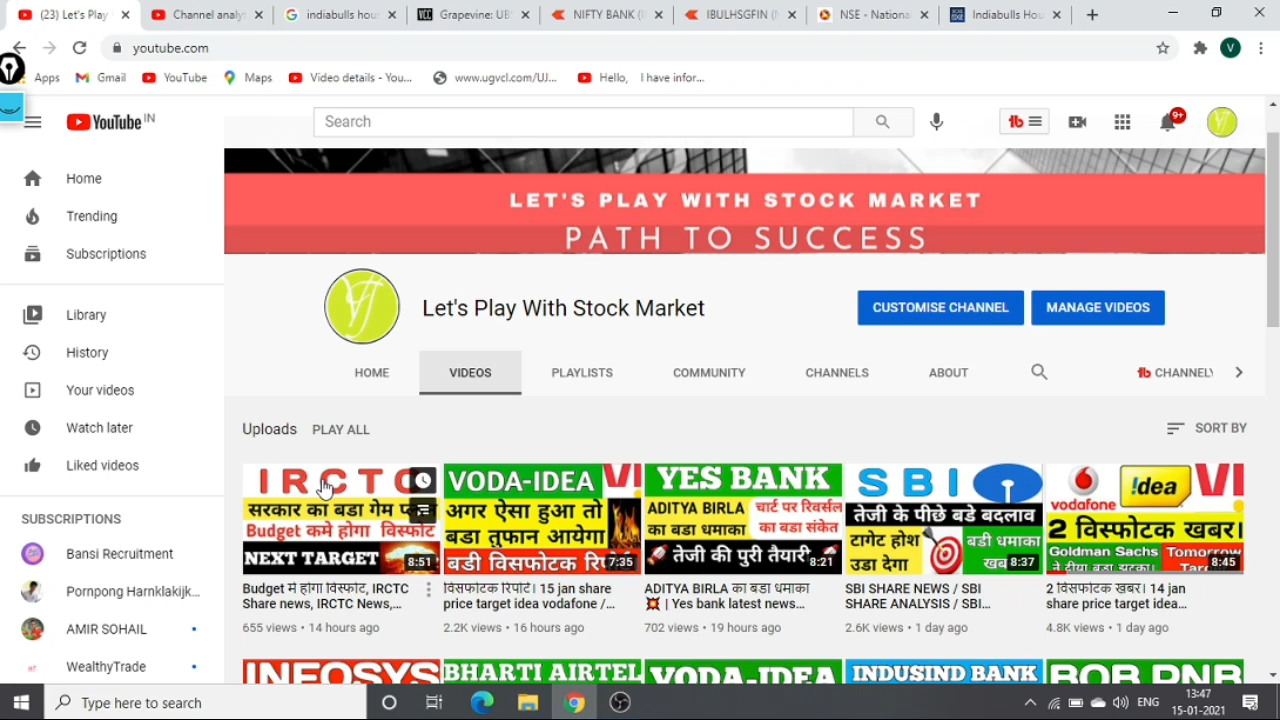 (23) Let's Play
Channel analy
indiabulls hous
Grapevine: UB
NIFTY BANK (I
IBULHSGFIN (
NSE - Nationa
Indiabulls Hou
youtube.com
V
Apps
Gmail
YouTube
Maps
Video details - You...
www.ugvcl.com/UJ...
Hello, I have infor...
YouTube IN
Search
9+
LET'S PLAY WITH STOCK MARKET
PATH TO SUCCESS
Home
Trending
Subscriptions
Library
History
Your videos
Watch later
Liked videos
SUBSCRIPTIONS
Bansi Recruitment
Pornpong Harnklakijk...
AMIR SOHAIL
WealthyTrade
Let's Play With Stock Market
CUSTOMISE CHANNEL
MANAGE VIDEOS
HOME
VIDEOS
PLAYLISTS
COMMUNITY
CHANNELS
ABOUT
CHANNELY
Uploads
PLAY ALL
SORT BY
IRCTC
सरकार का बडा गेम
Budget कमे होगा विस्फोट
NEXT TARGET
8:51
Budget में होगा विस्फोट, IRCTC
Share news, IRCTC News,...
655 views • 14 hours ago
VODA-IDEA VI
अगर ऐसा हुआ तो
बडा तुफान आयेगा
बडी विसफोटक
7:35
विसफोटक रिपोर्ट। 15 jan share
price target idea vodafone /...
2.2K views • 16 hours ago
YES BANK
ADITYA BIRLA
का बडा धमाका
चार्ट पर रिवर्सल
का बडा संकेत
तेजी की पुरी तैयारी
8:21
ADITYA BIRLA का बडा धमाका
💥 | Yes bank latest news...
702 views • 19 hours ago
SBI
तेजी के पीछे बडे बदलाव
टागेट होश
उडा देगा
बडी धमाके
8:37
SBI SHARE NEWS / SBI
SHARE ANALYSIS / SBI...
2.6K views • 1 day ago
vodafone
!dea
VI
2 विस्फोटक खबर।
Goldman Sachs
Tomorrow
8:45
2 विस्फोटक खबर। 14 jan
share price target idea...
4.8K views • 1 day ago
INFOSYS
BHARTI AIRTEL
VODA-IDEA
INDUSIND BANK
BOB PNB
Type here to search
ENG
13:47
15-01-2021